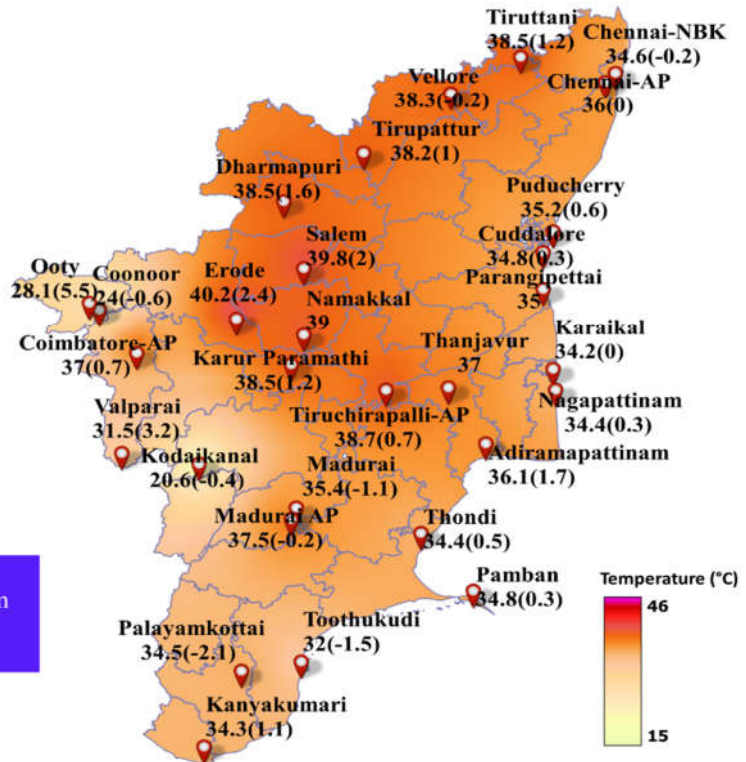 Tiruttani
38.5(1.2)
Chennai-NBK
34.6(-0.2)
Vellore
38.3(-0.2)
Chennai-AP
36(0)
Tirupattur
38.2(1)
Dharmapuri
38.5(1.6)
Puducherry
35.2(0.6)
Salem
39.8(2)
Cuddalore
34.8(0.3)
Ooty
28.1(5.5)
Coonoor
24(-0.6)
Erode
40.2(2.4)
Parangipettai
35
Namakkal
39
Karaikal
34.2(0)
Coimbatore-AP
37(0.7)
Karur Paramathi
38.5(1.2)
Thanjavur
37
Nagapattinam
34.4(0.3)
Valparai
31.5(3.2)
Tiruchirapalli-AP
38.7(0.7)
Kodaikanal
20.6(-0.4)
Madurai
35.4(-1.1)
Adiramapattinam
36.1(1.7)
Madurai AP
37.5(-0.2)
Thondi
34.4(0.5)
Pamban
34.8(0.3)
Temperature (°C)
46
15
Palayamkottai
34.5(-2.1)
Toothukudi
32(-1.5)
Kanyakumari
34.3(1.1)